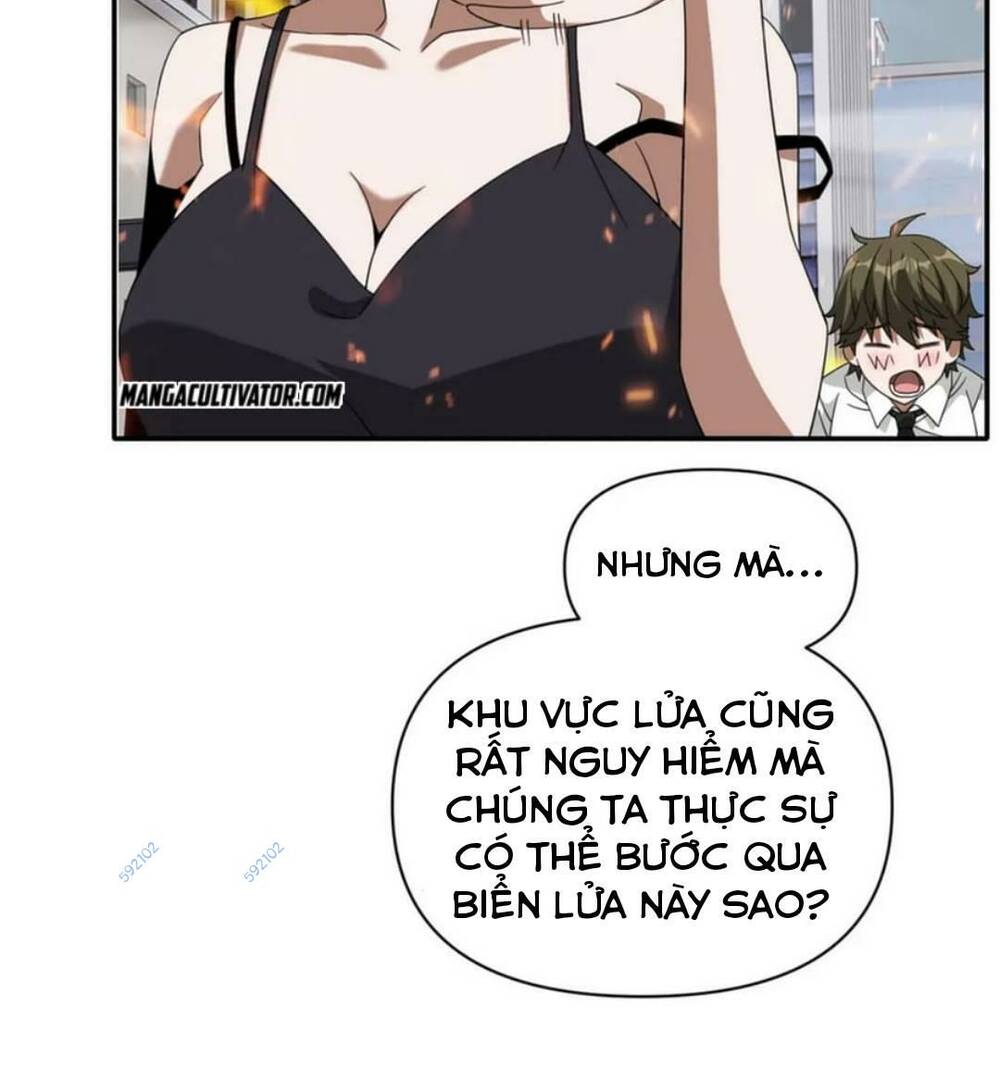 MANGACULTIVATOR.COM
NHƯNG MÀ...
KHU VỰC LỬA CŨNG
RẤT NGUY HIỂM MÀ
CHÚNG TA THỰC SỰ
CÓ THỂ BƯỚC QUA
BIỂN LỬA NÀY SAO?
592102
592102